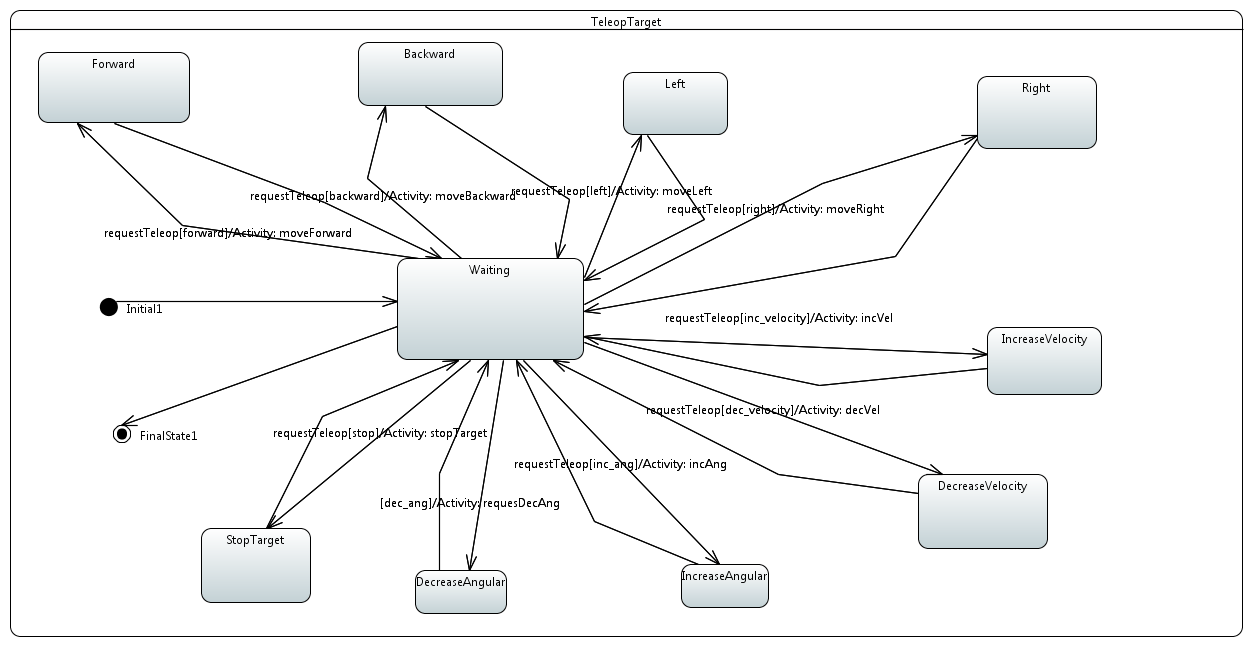 TeleopTarget
Forward
Backward
Left
Right
requestTeleop[backward]/Activity: moveBackward
requestTeleop[left]/Activity: moveLeft
requestTeleop[right]/Activity: moveRight
requestTeleop[forward]/Activity: moveForward
Waiting
Initial1
requestTeleop[inc_velocity]/Activity: incVel
IncreaseVelocity
requestTeleop[dec_velocity]/Activity: decVel
FinalState1
requestTeleop[stop]/Activity: stopTarget
requestTeleop[inc_ang]/Activity: incAng
DecreaseVelocity
[dec_ang]/Activity: requesDecAng
StopTarget
DecreaseAngular
IncreaseAngular